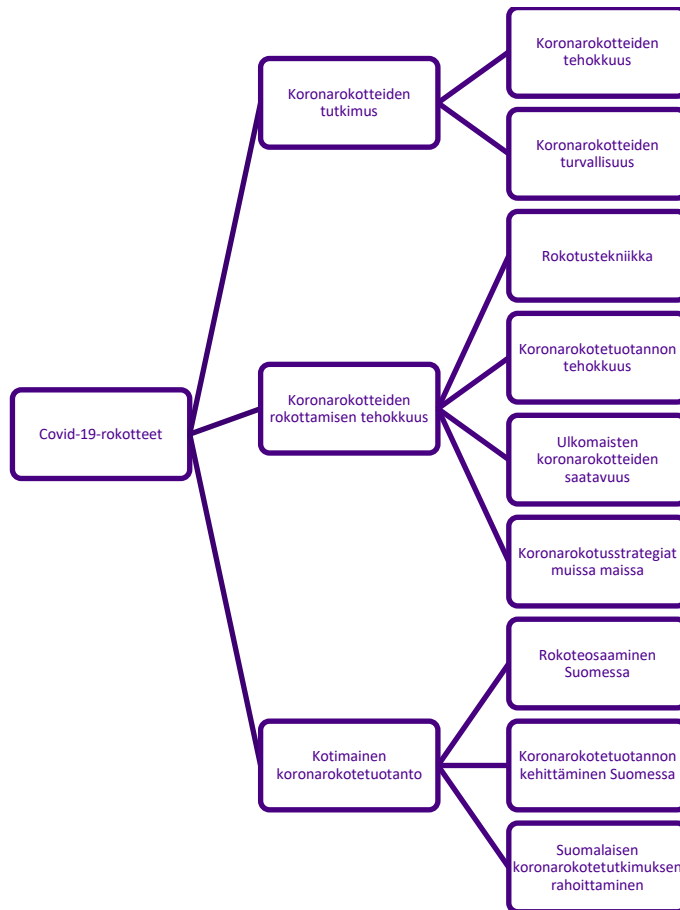 Covid-19-rokotteet
Koronarokotteiden
tutkimus
Koronarokotteiden
tehokkuus
Koronarokotteiden
turvallisuus
Koronarokotteiden
rokottamisen tehokkuus
Rokotustekniikka
Koronarokotetuotannon
tehokkuus
Ulkomaisten
koronarokotteiden
saatavuus
Koronarokotusstrategiat
muissa maissa
Kotimainen
koronarokotetuotanto
Rokoteosaaminen
Suomessa
Koronarokotetuotannon
kehittäminen Suomessa
Suomalaisen
koronarokotetutkimuksen
rahoittaminen